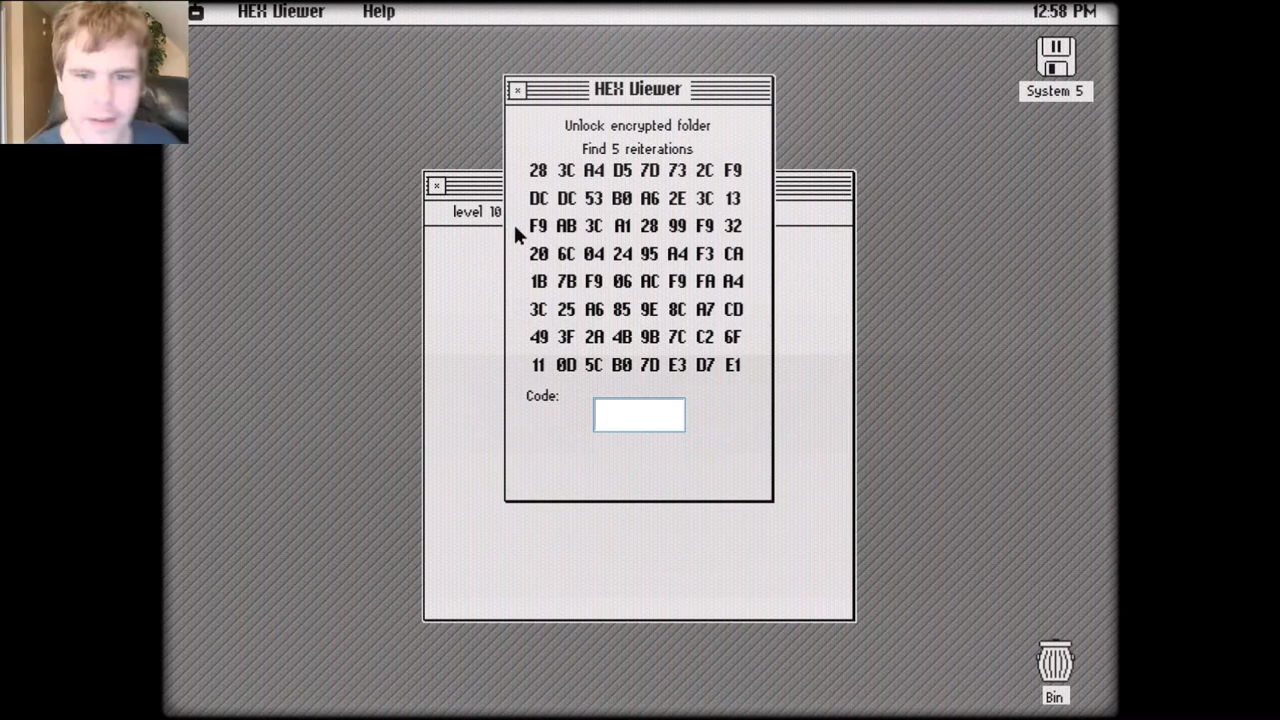 HEX Viewer Help 12:58 PM
System 5
HEX Viewer
Unlock encrypted folder
Find 5 reiterations
28 3C A4 D5 7D 73 2C F9
DC DC 53 B0 A6 2E 3C 13
level 10
F9 AB 3C A1 28 99 F9 32
20 6C 04 24 95 A4 F3 CA
1B 7B F9 06 AC F9 FA A4
3C 25 A6 85 9E 8C A7 CD
49 3F 2A 4B 9B 7C C2 6F
11 0D 5C B0 7D E3 D7 E1
Code:
Bin